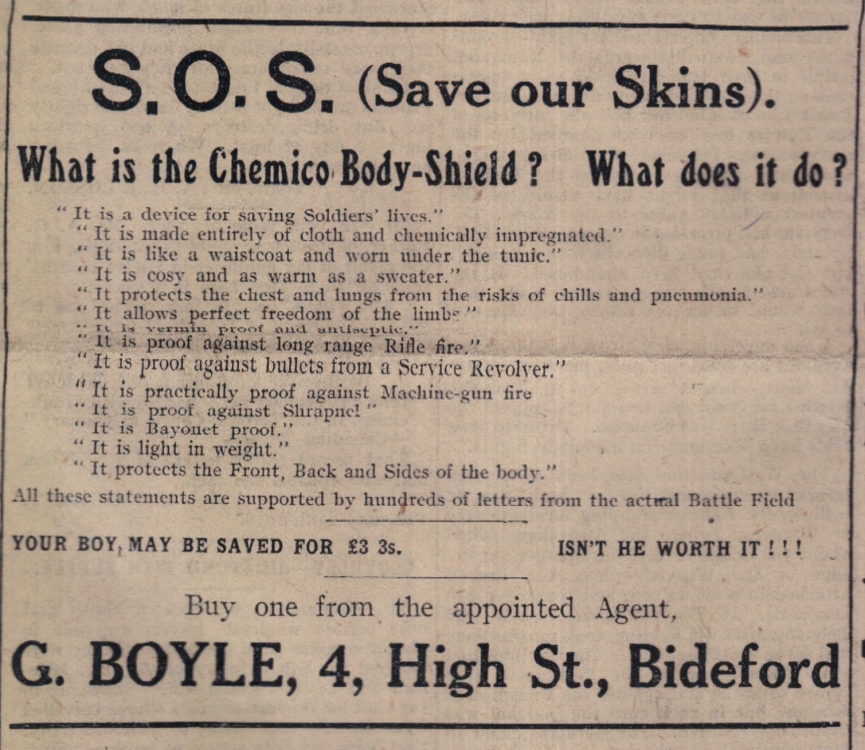 S.O.S. (Save our Skins).
What is the Chemico Body-Shield? What does it do?
"It is a device for saving Soldiers' lives."
"It is made entirely of cloth and chemically impregnated."
"It is like a waistcoat and worn under the tunic."
"It is cosy and as warm as a sweater."
"It protects the chest and lungs from the risks of chills and pneumonia."
"It allows perfect freedom of the limbs"
"It is vermin proof and antiseptic."
"It is proof against long range Rifle fire."
"It is proof against bullets from a Service Revolver."
"It is practically proof against Machine-gun fire
"It is proof against Shrapnel"
"It is Bayonet proof."
"It is light in weight."
"It protects the Front, Back and Sides of the body."
All these statements are supported by hundreds of letters from the actual Battle Field
YOUR BOY, MAY BE SAVED FOR £3 3s. ISN'T HE WORTH IT!!!
Buy one from the appointed Agent,
G. BOYLE, 4, High St., Bideford